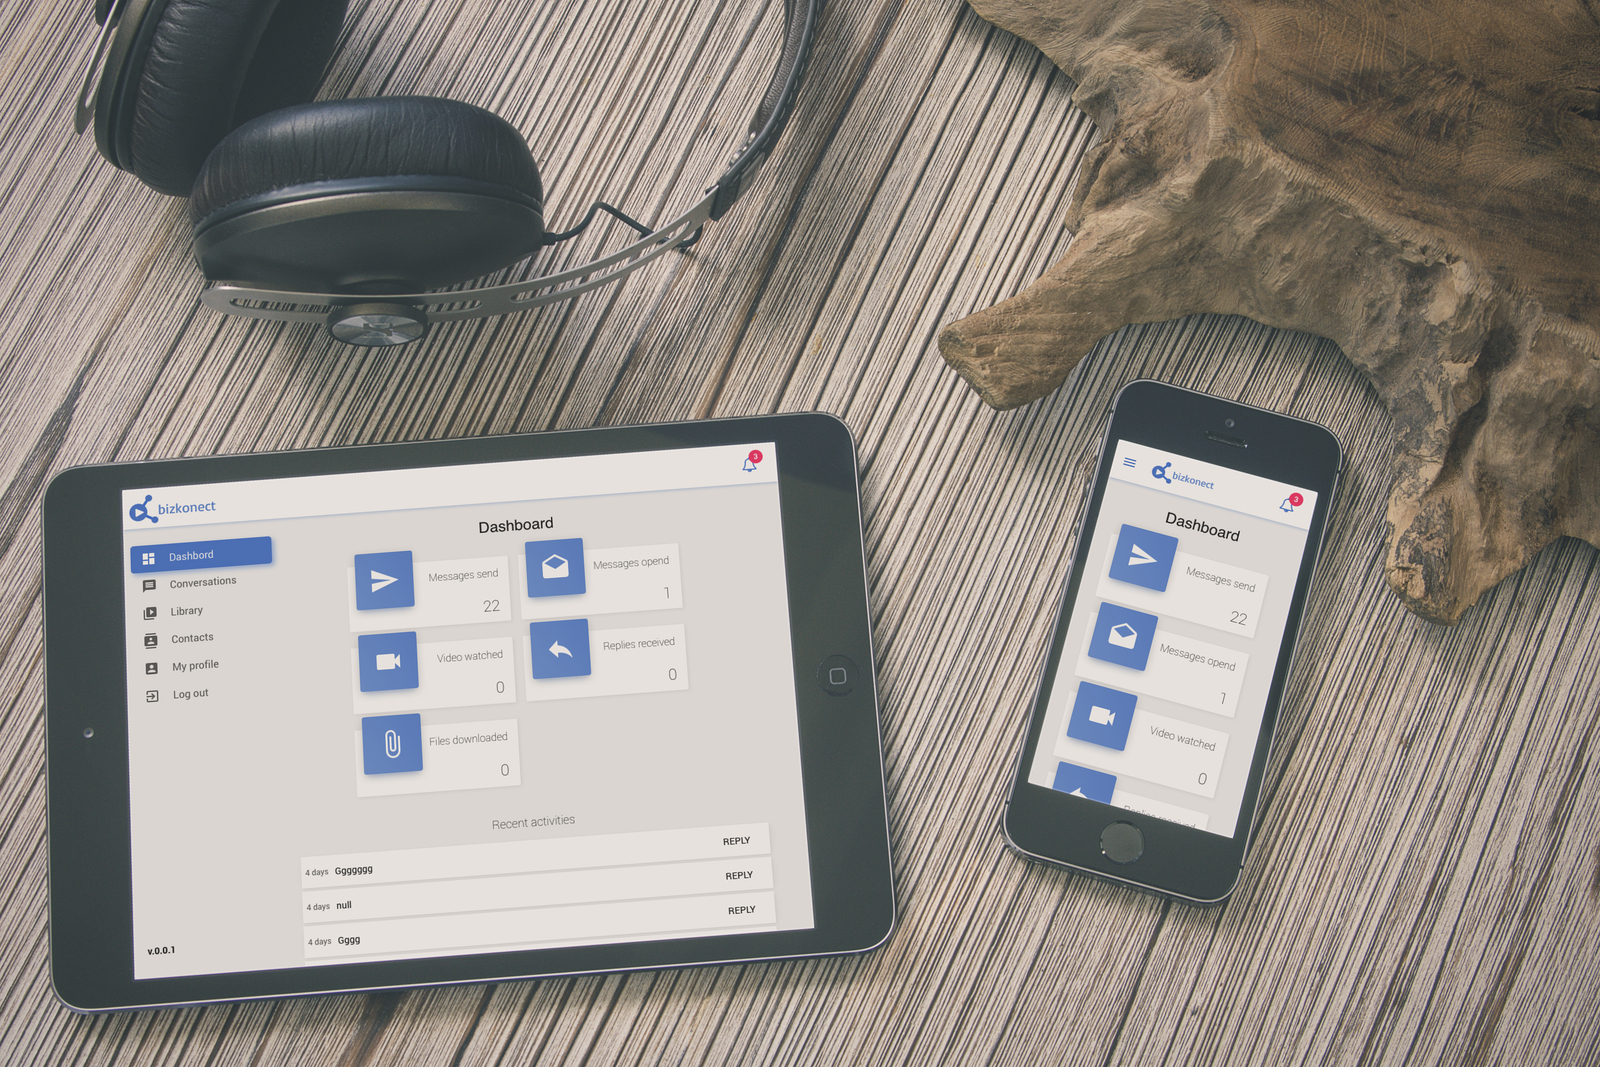 bizkonect
3
Dashbord
Conversations
Library
Contacts
My profile
Log out
v.0.0.1
Dashboard
Messages send
22
Messages opend
1
Video watched
0
Replies received
0
Files downloaded
0
Recent activities
4 days Ggggggg REPLY
4 days null REPLY
4 days Gggg REPLY
bizkonect
3
Dashboard
Messages send
22
Messages opend
1
Video watched
0
Replies received